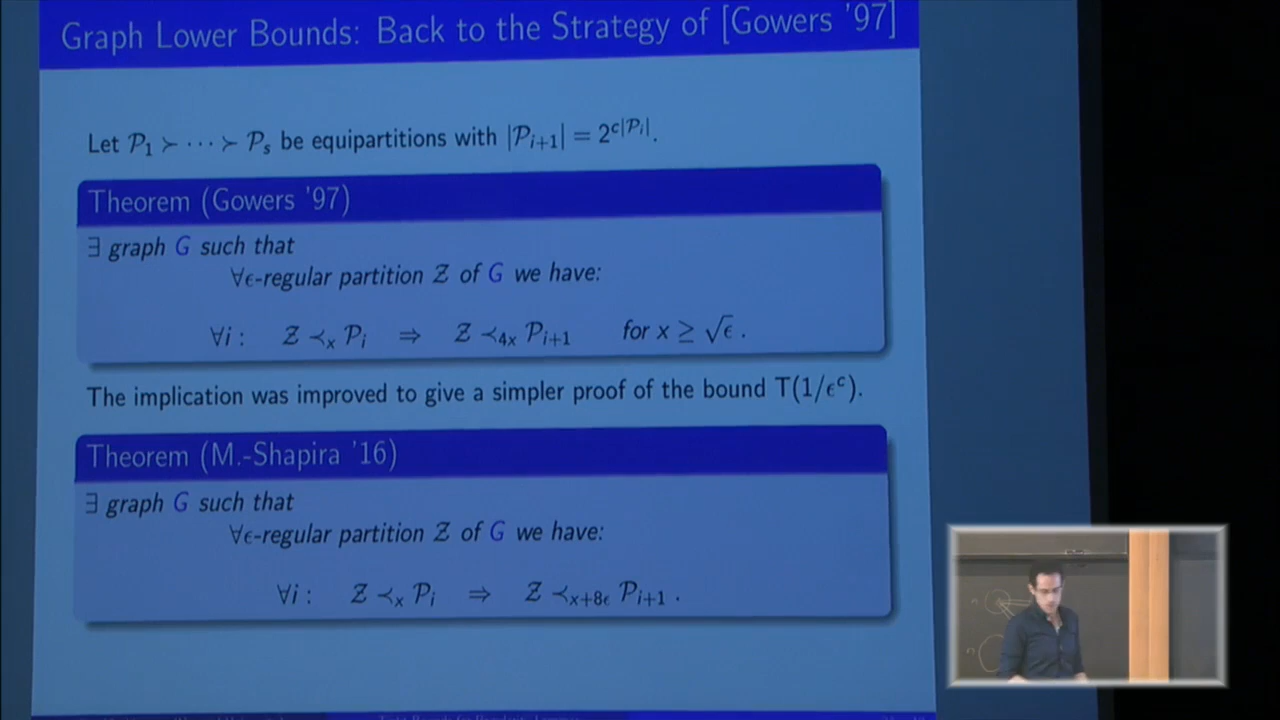 Graph Lower Bounds: Back to the Strategy of [Gowers '97]
Let 𝒫₁ ≻ ⋯ ≻ 𝒫ₛ be equipartitions with |𝒫ᵢ₊₁| = 2^{c|𝒫ᵢ|}.
Theorem (Gowers '97)
∃ graph G such that
∀ϵ-regular partition 𝒵 of G we have:
∀i : 𝒵 ≺ₓ 𝒫ᵢ ⇒ 𝒵 ≺₄ₓ 𝒫ᵢ₊₁ for x ≥ √ϵ .
The implication was improved to give a simpler proof of the bound T(1/ϵᶜ).
Theorem (M.-Shapira '16)
∃ graph G such that
∀ϵ-regular partition 𝒵 of G we have:
∀i : 𝒵 ≺ₓ 𝒫ᵢ ⇒ 𝒵 ≺_{x+8ϵ} 𝒫ᵢ₊₁ .